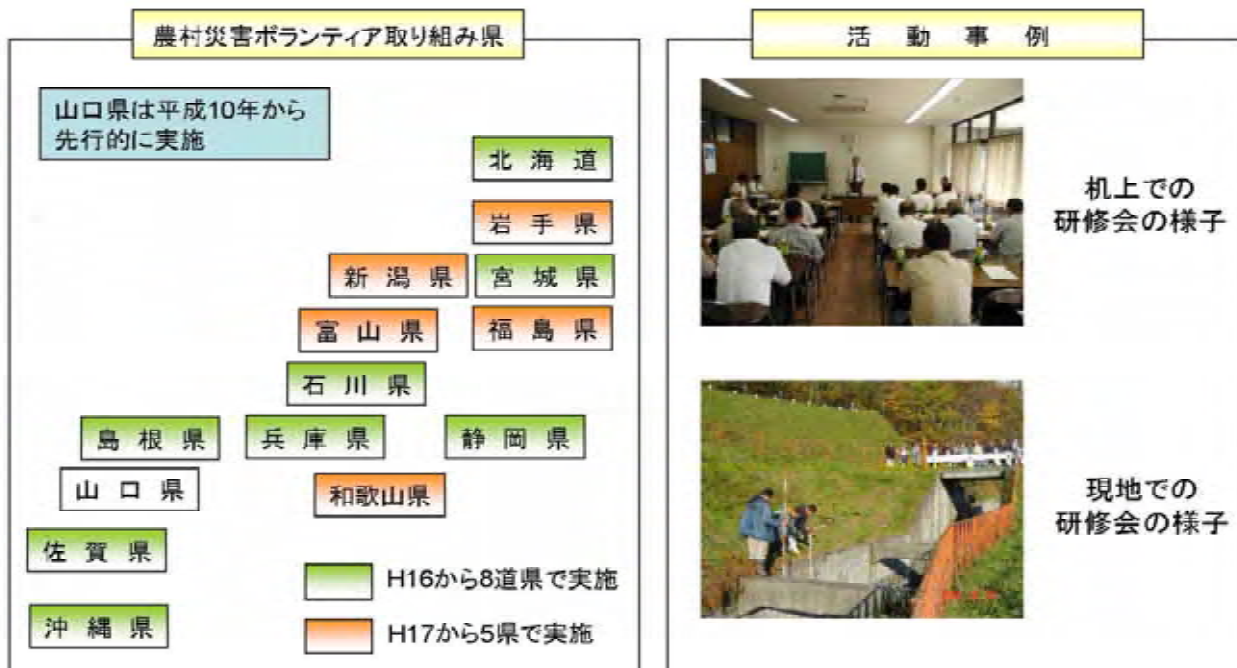 農村災害ボランティア取り組み県
山口県は平成10年から
先行的に実施
北海道
岩手県
新潟県
宮城県
富山県
福島県
石川県
島根県
兵庫県
静岡県
山口県
和歌山県
佐賀県
沖縄県
H16から8道県で実施
H17から5県で実施
活動事例
机上での
研修会の様子
現地での
研修会の様子